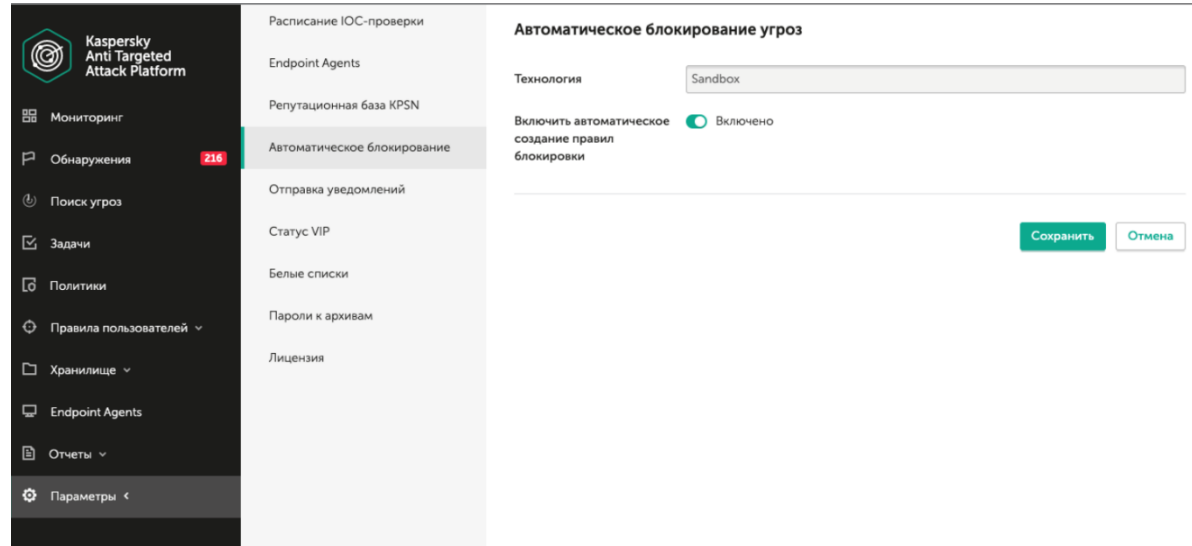 Kaspersky
Anti Targeted
Attack Platform
Мониторинг
Обнаружения 216
Поиск угроз
Задачи
Политики
Правила пользователей
Хранилище
Endpoint Agents
Отчеты
Параметры
Расписание IOC-проверки
Endpoint Agents
Репутационная база KPSN
Автоматическое блокирование
Отправка уведомлений
Статус VIP
Белые списки
Пароли к архивам
Лицензия
Автоматическое блокирование угроз
Технология Sandbox
Включить автоматическое Включено
создание правил
блокировки
Сохранить Отмена